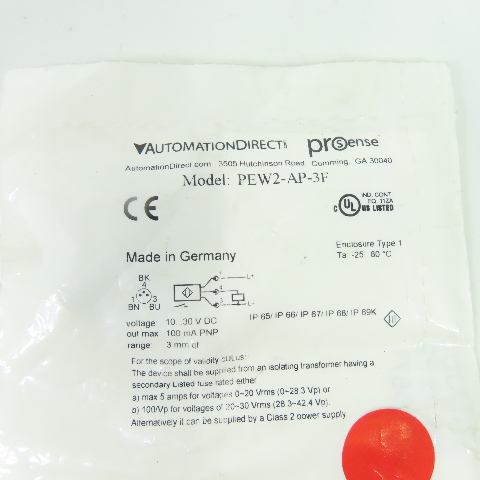 AUTOMATIONDIRECT prosense
AutomationDirect.com 3505 Hutchinson Road Cumming, GA 30040
Model: PEW2-AP-3F
CE
C UL US LISTED
IND. CONT. EQ. 11ZA
Made in Germany
Enclosure Type 1
Ta -25...80 °C
BK
4
1 3
BN BU
1 L+
4
3 L-
voltage: 10...30 V DC
out max 100 mA PNP
range: 3 mm qf
IP 65/ IP 66/ IP 67/ IP 68/ IP 69K
For the scope of validity cULus:
The device shall be supplied from an isolating transformer having a
secondary Listed fuse rated either
a) max 5 amps for voltages 0~20 Vrms (0~28.3 Vp) or
b) 100/Vp for voltages of 20~30 Vrms (28.3~42.4 Vp).
Alternatively it can be supplied by a Class 2 power supply